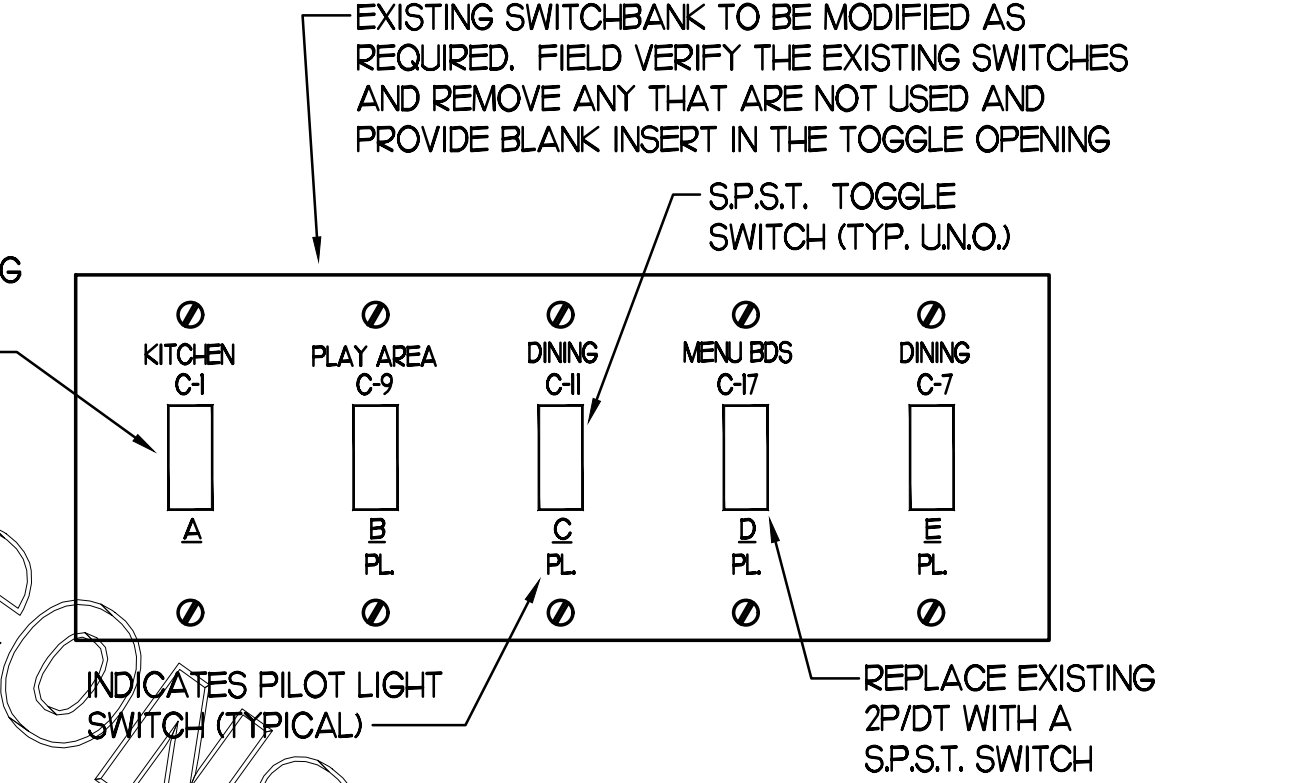 EXISTING SWITCHBANK TO BE MODIFIED AS
REQUIRED. FIELD VERIFY THE EXISTING SWITCHES
AND REMOVE ANY THAT ARE NOT USED AND
PROVIDE BLANK INSERT IN THE TOGGLE OPENING
S.P.S.T. TOGGLE
SWITCH (TYP. U.N.O.)
G
KITCHEN
C-1
A
PLAY AREA
C-9
B
PL.
DINING
C-11
C
PL.
MENU BDS
C-17
D
PL.
DINING
C-7
E
PL.
INDICATES PILOT LIGHT
SWITCH (TYPICAL)
REPLACE EXISTING
2P/DT WITH A
S.P.S.T. SWITCH